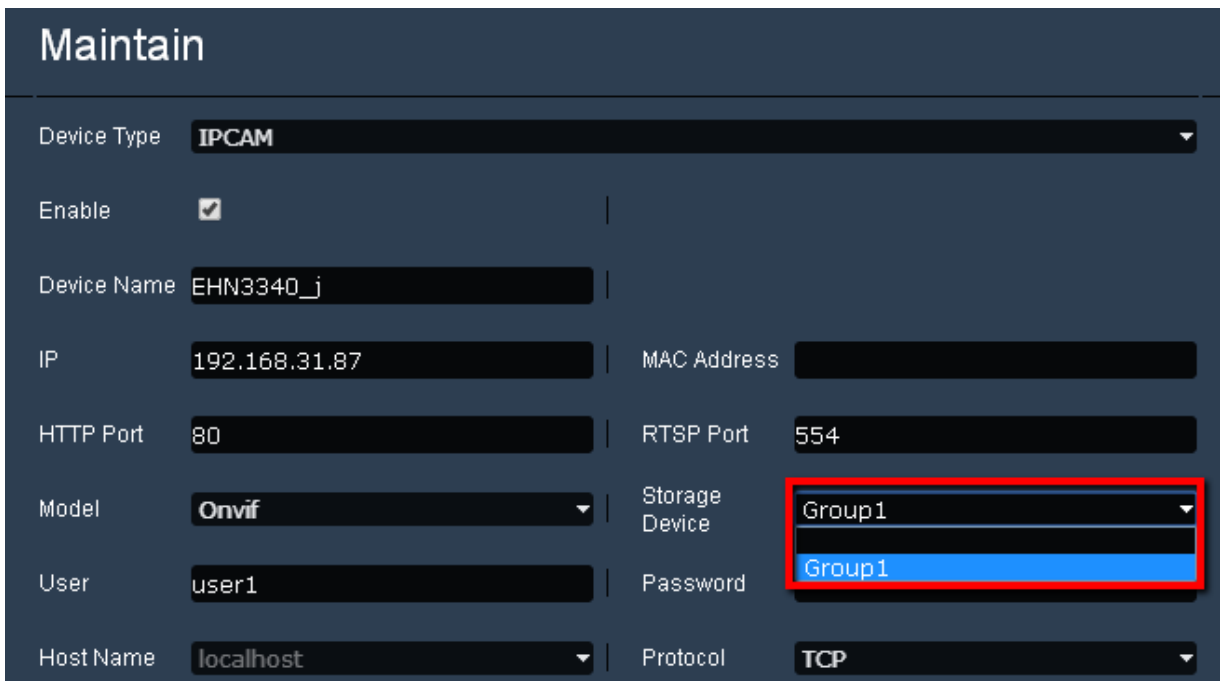 Maintain
Device Type IPCAM
Enable
Device Name EHN3340_j
IP 192.168.31.87 MAC Address
HTTP Port 80 RTSP Port 554
Model Onvif Storage Device Group1
Group1
User user1 Password
Host Name localhost Protocol TCP